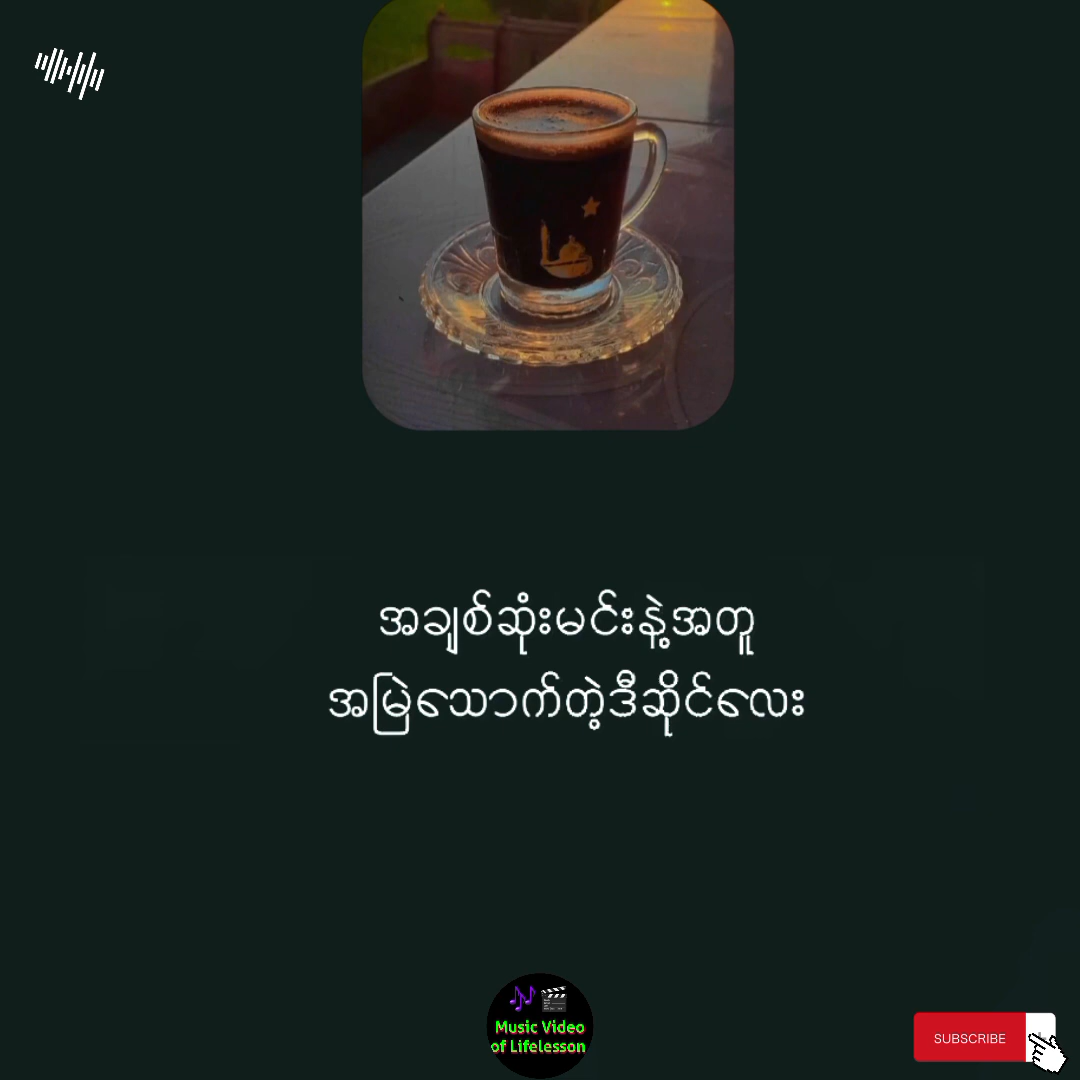 အချစ်ဆုံးမင်းနဲ့အတူ
အမြဲသောက်တဲ့ဒီဆိုင်လေး
Music Video
of Lifelesson
SUBSCRIBE